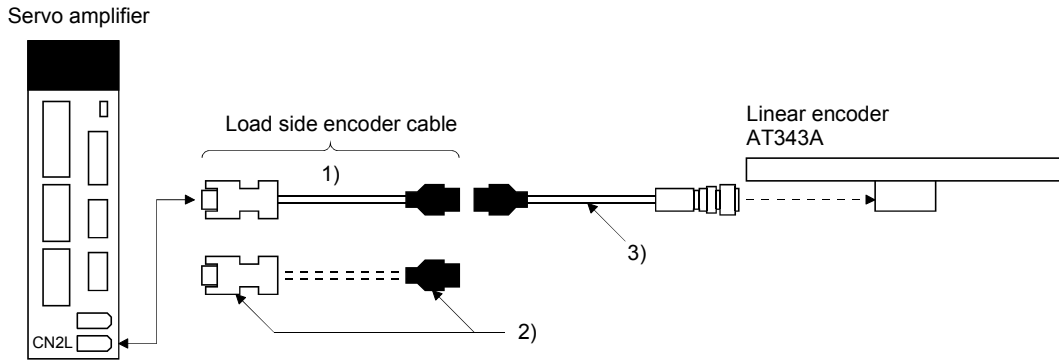 Servo amplifier
Load side encoder cable
1)
Linear encoder
AT343A
3)
2)
CN2L